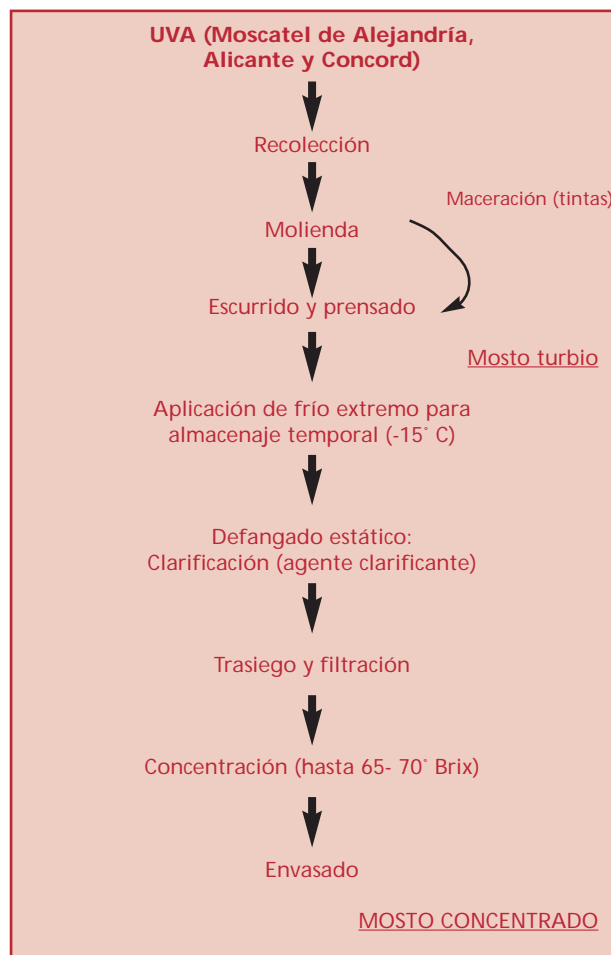 UVA (Moscatel de Alejandría,
Alicante y Concord)
Recolección
Maceración (tintas)
Molienda
Escurrido y prensado
Mosto turbio
Aplicación de frío extremo para
almacenaje temporal (-15˚ C)
Defangado estático:
Clarificación (agente clarificante)
Trasiego y filtración
Concentración (hasta 65- 70˚ Brix)
Envasado
MOSTO CONCENTRADO